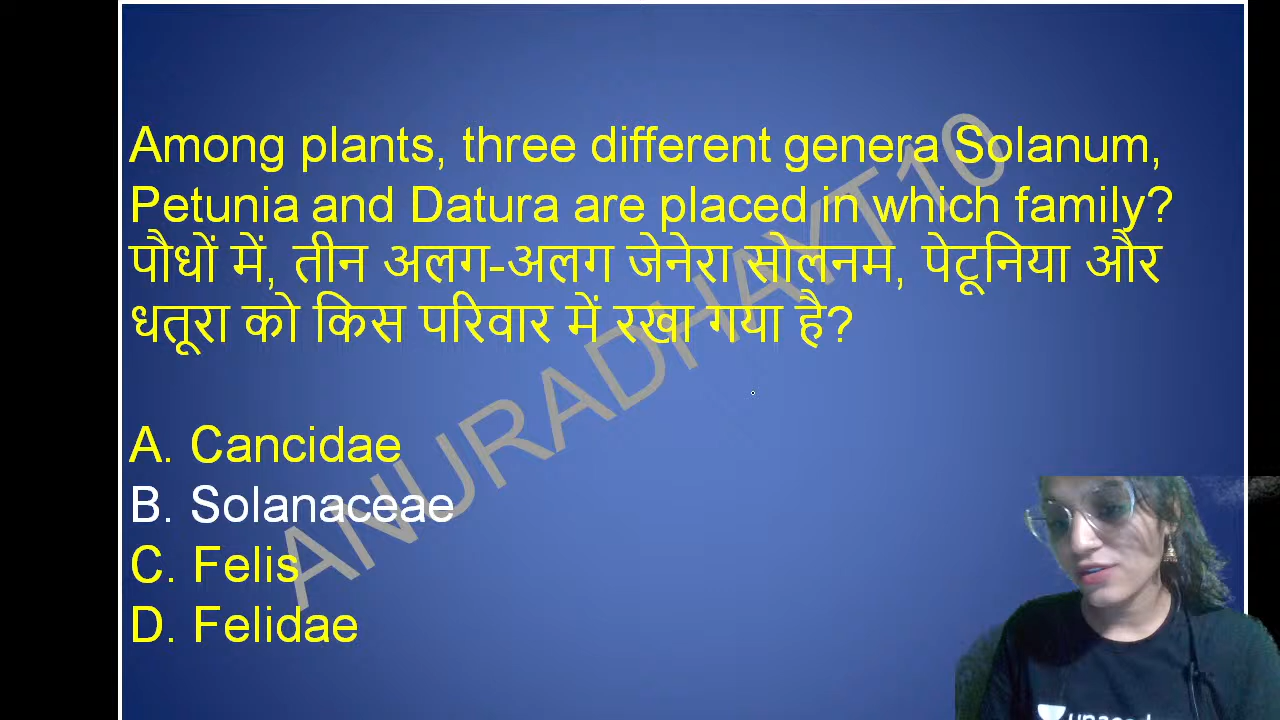 Among plants, three different genera Solanum,
Petunia and Datura are placed in which family?
पौधों में, तीन अलग-अलग जेनेरा सोलनम, पेटूनिया और
धतूरा को किस परिवार में रखा गया है?
A. Cancidae
B. Solanaceae
C. Felis
D. Felidae
ANURADHAYT10